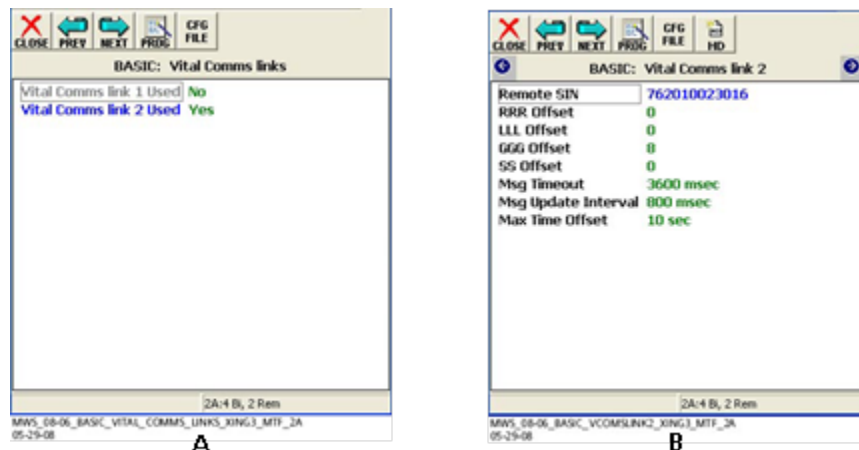 CLOSE PREV NEXT PROG CFG FILE
BASIC: Vital Comms links
Vital Comms link 1 Used No
Vital Comms link 2 Used Yes
2A:4 Bi, 2 Rem
MWS_08-06_BASIC_VITAL_COMMS_LINKS_XING3_MTF_2A
05-29-08
A
CLOSE PREV NEXT PROG CFG FILE HD
BASIC: Vital Comms link 2
Remote SIN 762010023016
RRR Offset 0
LLL Offset 0
GGG Offset 8
SS Offset 0
Msg Timeout 3600 msec
Msg Update Interval 800 msec
Max Time Offset 10 sec
2A:4 Bi, 2 Rem
MWS_08-06_BASIC_VCOMSLINK2_XING3_MTF_2A
05-29-08
B